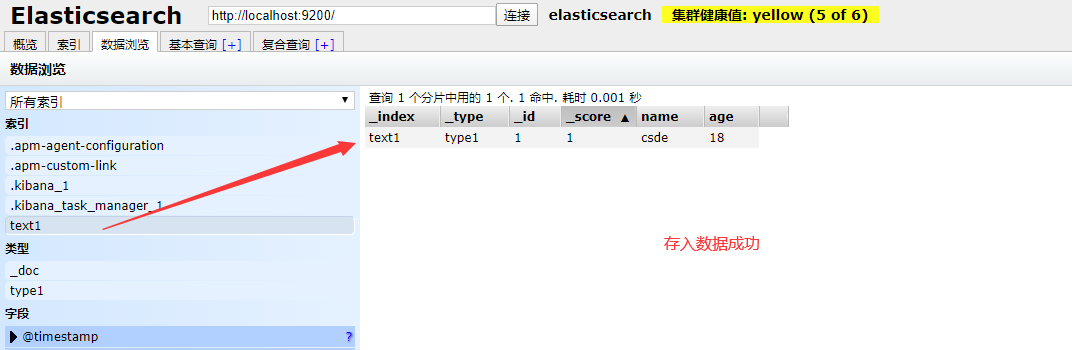 Elasticsearch http://localhost:9200/ 连接 elasticsearch 集群健康值: yellow (5 of 6)
概览 索引 数据浏览 基本查询 [+] 复合查询 [+]
数据浏览
所有索引
索引
.apm-agent-configuration
.apm-custom-link
.kibana_1
.kibana_task_manager_1
text1
类型
_doc
type1
字段
@timestamp ?
查询 1 个分片中用的 1 个. 1 命中. 耗时 0.001 秒
_index _type _id _score ▲ name age
text1 type1 1 1 csde 18
存入数据成功